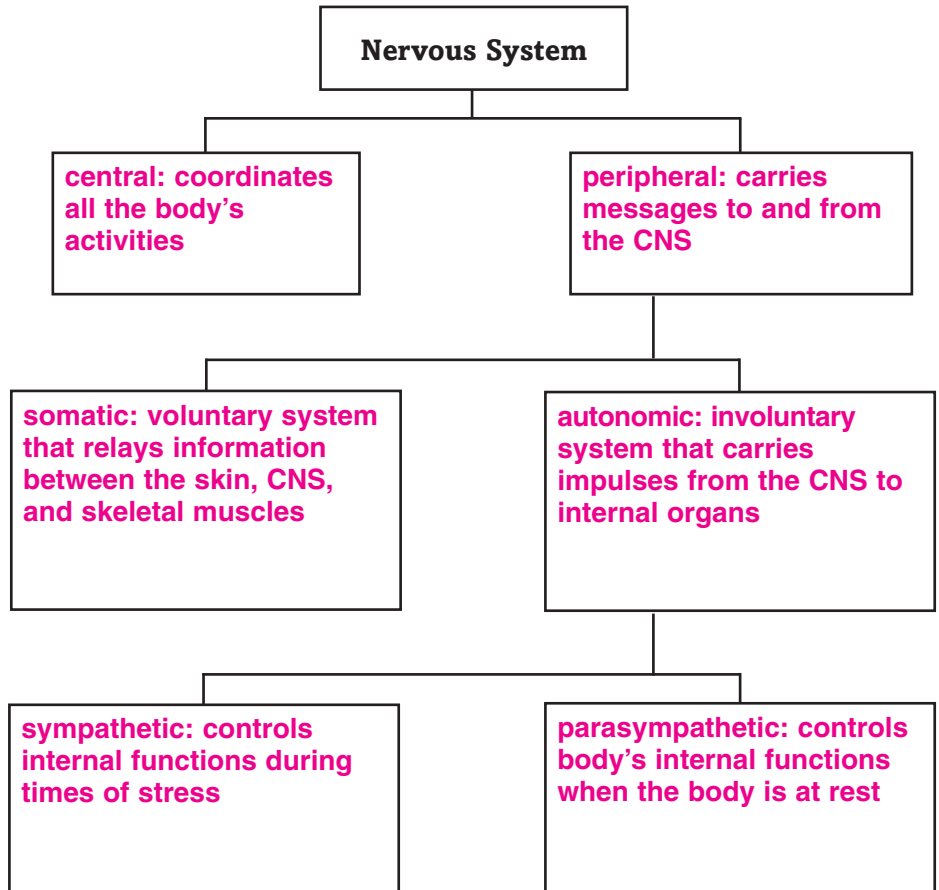 Nervous System
central: coordinates
all the body’s
activities
peripheral: carries
messages to and from
the CNS
somatic: voluntary system
that relays information
between the skin, CNS,
and skeletal muscles
autonomic: involuntary
system that carries
impulses from the CNS to
internal organs
sympathetic: controls
internal functions during
times of stress
parasympathetic: controls
body’s internal functions
when the body is at rest